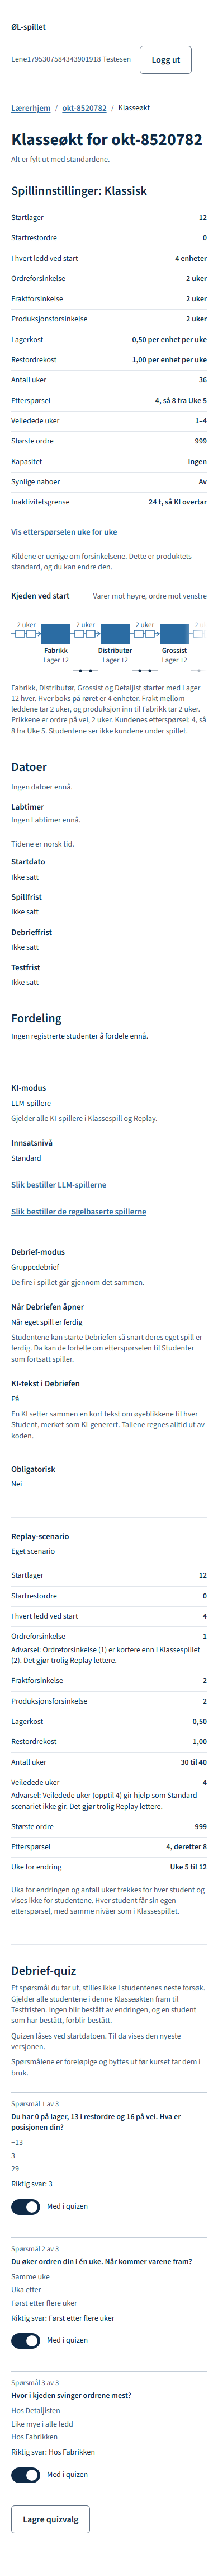 ØL-spillet
Lene1795307584343901918 Testesen
Logg ut
Lærerhjem / okt-8520782 / Klasseøkt
Klasseøkt for okt-8520782
Alt er fylt ut med standardene.
Spillinnstillinger: Klassisk
Startlager 12
Startrestordre 0
I hvert ledd ved start 4 enheter
Ordreforsinkelse 2 uker
Fraktforsinkelse 2 uker
Produksjonsforsinkelse 2 uker
Lagerkost 0,50 per enhet per uke
Restordrekost 1,00 per enhet per uke
Antall uker 36
Etterspørsel 4, så 8 fra Uke 5
Veiledede uker 1–4
Største ordre 999
Kapasitet Ingen
Synlige naboer Av
Inaktivitetsgrense 24 t, så KI overtar
Vis etterspørselen uke for uke
Kildene er uenige om forsinkelsene. Dette er produktets
standard, og du kan endre den.
Kjeden ved start Varer mot høyre, ordre mot venstre
2 uker 2 uker 2 uker
Fabrikk Distributør Grossist
Lager 12 Lager 12 Lager 12
Fabrikk, Distributør, Grossist og Detaljist starter med Lager
12 hver. Hver boks på røret er 4 enheter. Frakt mellom
leddene tar 2 uker, og produksjon inn til Fabrikk tar 2 uker.
Prikkene er ordre på vei, 2 uker. Kundenes etterspørsel: 4, så
8 fra Uke 5. Studentene ser ikke kundene under spillet.
Datoer
Ingen datoer ennå.
Labtimer
Ingen Labtimer ennå.
Tidene er norsk tid.
Startdato
Ikke satt
Spillfrist
Ikke satt
Debrieffrist
Ikke satt
Testfrist
Ikke satt
Fordeling
Ingen registrerte studenter å fordele ennå.
KI-modus
LLM-spillere
Gjelder alle KI-spillere i Klassespill og Replay.
Innsatsnivå
Standard
Slik bestiller LLM-spillerne
Slik bestiller de regelbaserte spillerne
Debrief-modus
Gruppedebrief
De fire i spillet går gjennom det sammen.
Når Debriefen åpner
Når eget spill er ferdig
Studentene kan starte Debriefen så snart deres eget spill er
ferdig. Da kan de fortelle om etterspørselen til Studenter
som fortsatt spiller.
KI-tekst i Debriefen
På
En KI setter sammen en kort tekst om øyeblikkene til hver
Student, merket som KI-generert. Tallene regnes alltid ut av
koden.
Obligatorisk
Nei
Replay-scenario
Eget scenario
Startlager 12
Startrestordre 0
I hvert ledd ved start 4
Ordreforsinkelse 1
Advarsel: Ordreforsinkelse (1) er kortere enn i Klassespillet
(2). Det gjør trolig Replay lettere.
Fraktforsinkelse 2
Produksjonsforsinkelse 2
Lagerkost 0,50
Restordrekost 1,00
Antall uker 30 til 40
Veiledede uker 4
Advarsel: Veiledede uker (opptil 4) gir hjelp som Standard-
scenariet ikke gir. Det gjør trolig Replay lettere.
Største ordre 999
Etterspørsel 4, deretter 8
Uke for endring Uke 5 til 12
Uka for endringen og antall uker trekkes for hver student og
vises ikke for studentene. Hver student får sin egen
etterspørsel, med samme nivåer som i Klassespillet.
Debrief-quiz
Et spørsmål du tar ut, stilles ikke i studentenes neste forsøk.
Gjelder alle studentene i denne Klasseøkten fram til
Testfristen. Ingen blir bestått av endringen, og en student
som har bestått, forblir bestått.
Quizen låses ved startdatoen. Til da vises den nyeste
versjonen.
Spørsmålene er foreløpige og byttes ut før kurset tar dem i
bruk.
Spørsmål 1 av 3
Du har 0 på lager, 13 i restordre og 16 på vei. Hva er
posisjonen din?
−13
3
29
Riktig svar: 3
Med i quizen
Spørsmål 2 av 3
Du øker ordren din i én uke. Når kommer varene fram?
Samme uke
Uka etter
Først etter flere uker
Riktig svar: Først etter flere uker
Med i quizen
Spørsmål 3 av 3
Hvor i kjeden svinger ordrene mest?
Hos Detaljisten
Like mye i alle ledd
Hos Fabrikken
Riktig svar: Hos Fabrikken
Med i quizen
Lagre quizvalg